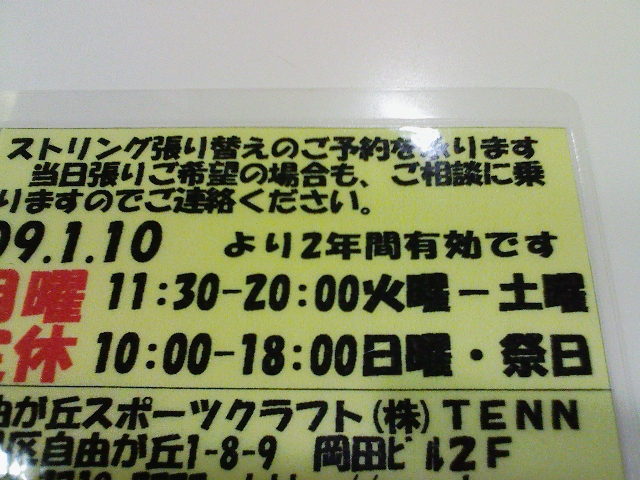 ストリング張り替えのご予約を承ります
当日張りご希望の場合も、ご相談に乗
りますのでご連絡ください。
09.1.10 より2年間有効です
月曜 11:30-20:00火曜－土曜
定休 10:00-18:00日曜・祭日
由が丘スポーツクラフト(株)TENN
区自由が丘1-8-9 岡田ビル2F